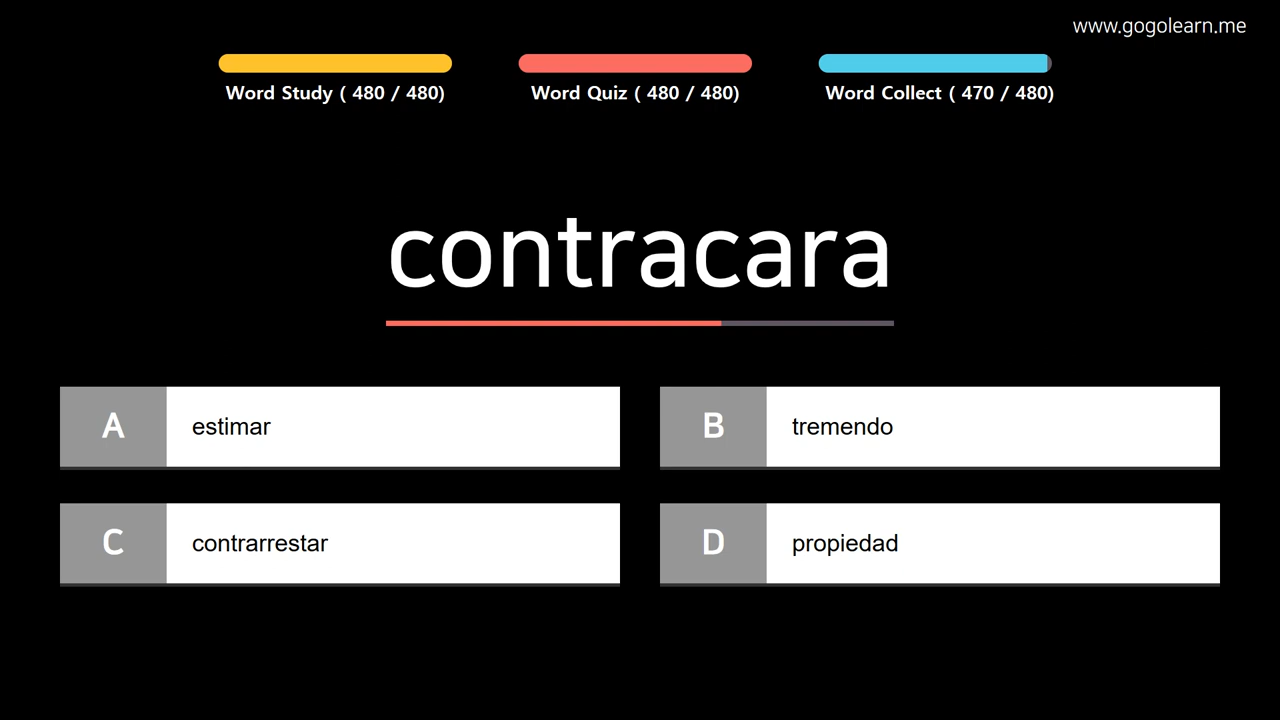 www.gogolearn.me
Word Study ( 480 / 480)
Word Quiz ( 480 / 480)
Word Collect ( 470 / 480)
contracara
A estimar
B tremendo
C contrarrestar
D propiedad